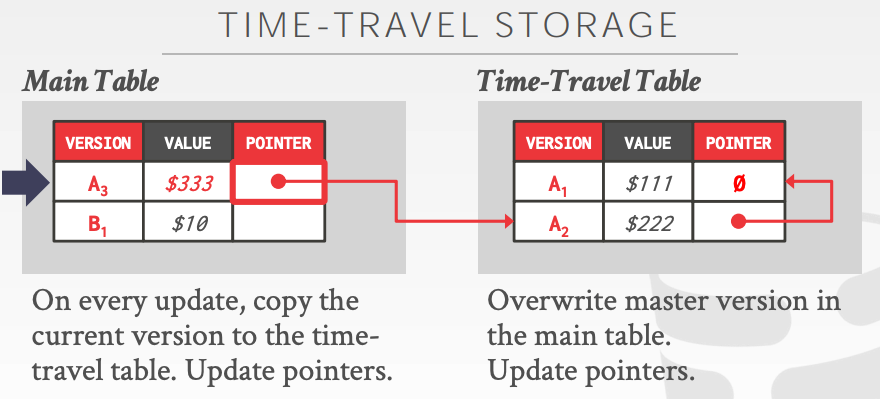 TIME-TRAVEL STORAGE
Main Table
VERSION VALUE POINTER
A3 $333
B1 $10
On every update, copy the
current version to the time-
travel table. Update pointers.
Time-Travel Table
VERSION VALUE POINTER
A1 $111 Ø
A2 $222
Overwrite master version in
the main table.
Update pointers.